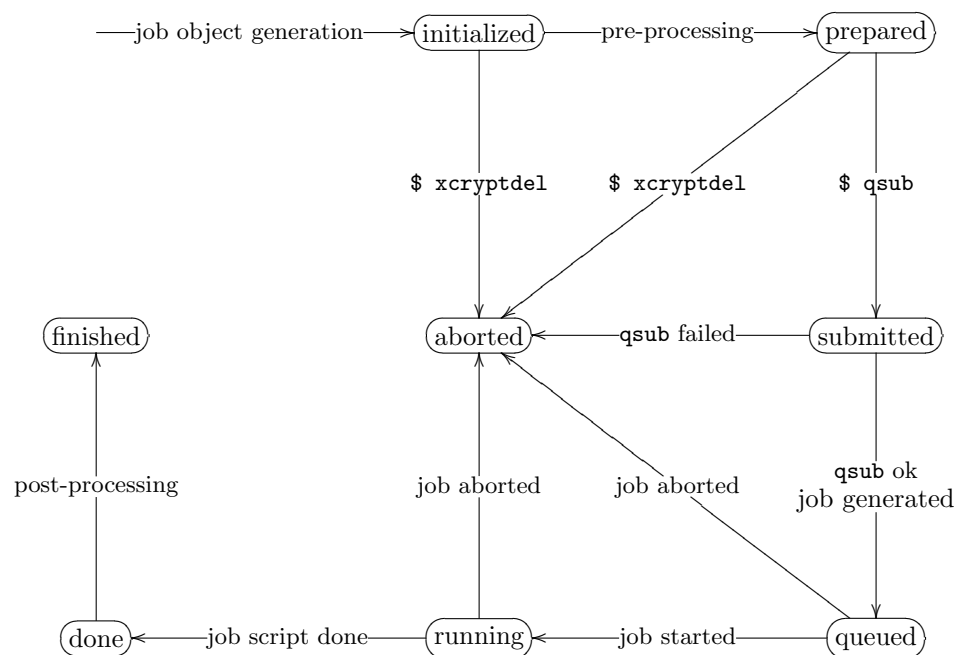 job object generation
initialized
pre-processing
prepared
$ xcryptdel
$ xcryptdel
$ qsub
finished
aborted
qsub failed
submitted
post-processing
job aborted
job aborted
qsub ok
job generated
done
job script done
running
job started
queued